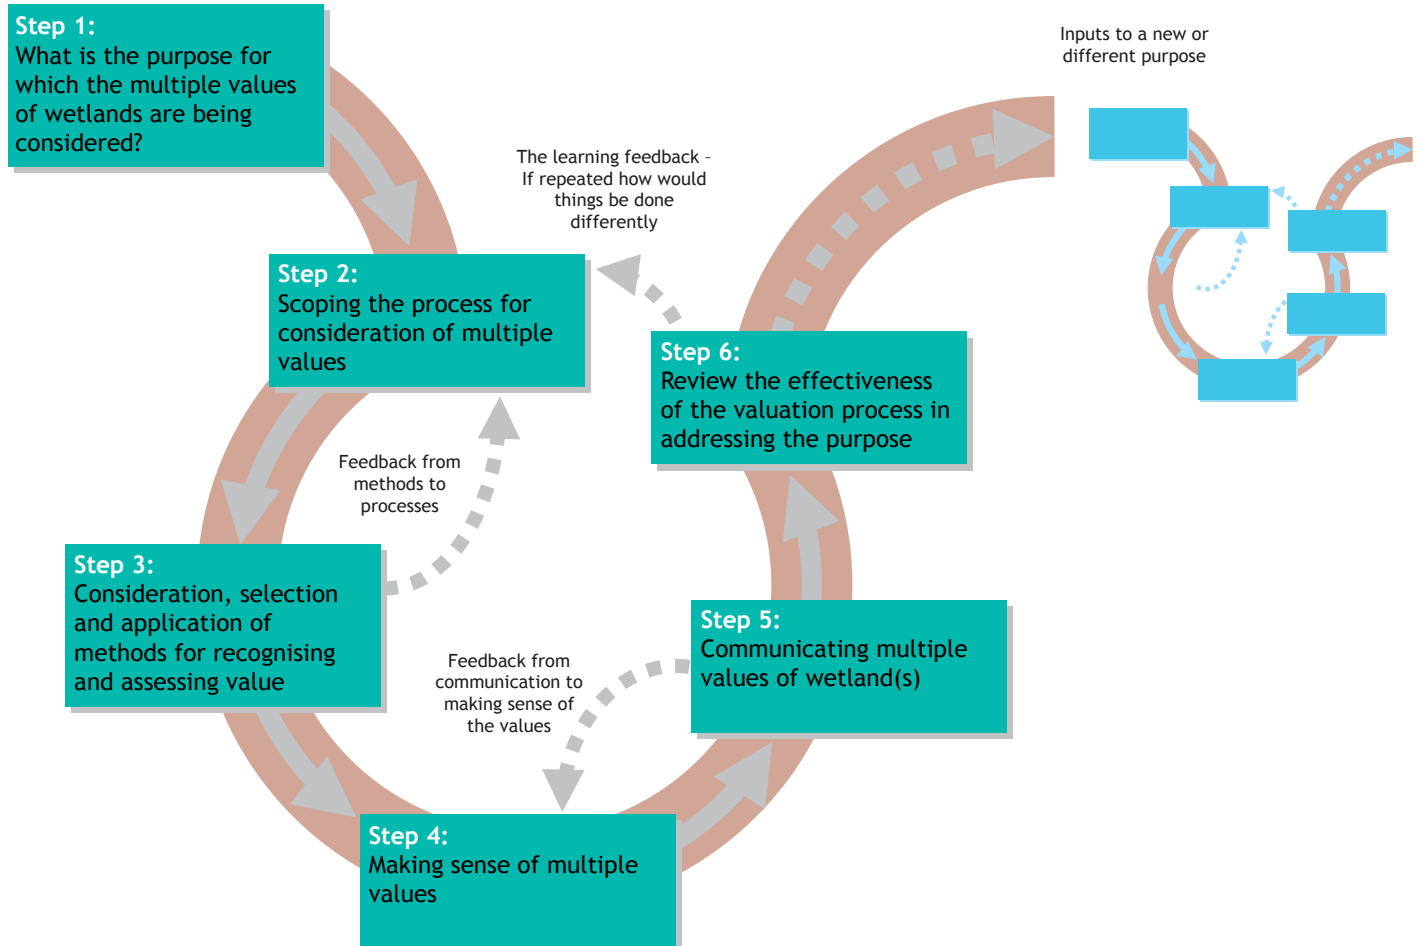 Step 1:
What is the purpose for
which the multiple values
of wetlands are being
considered?
Inputs to a new or
different purpose
The learning feedback –
If repeated how would
things be done
differently
Step 2:
Scoping the process for
consideration of multiple
values
Step 6:
Review the effectiveness
of the valuation process in
addressing the purpose
Feedback from
methods to
processes
Step 3:
Consideration, selection
and application of
methods for recognising
and assessing value
Step 5:
Communicating multiple
values of wetland(s)
Feedback from
communication to
making sense of
the values
Step 4:
Making sense of multiple
values